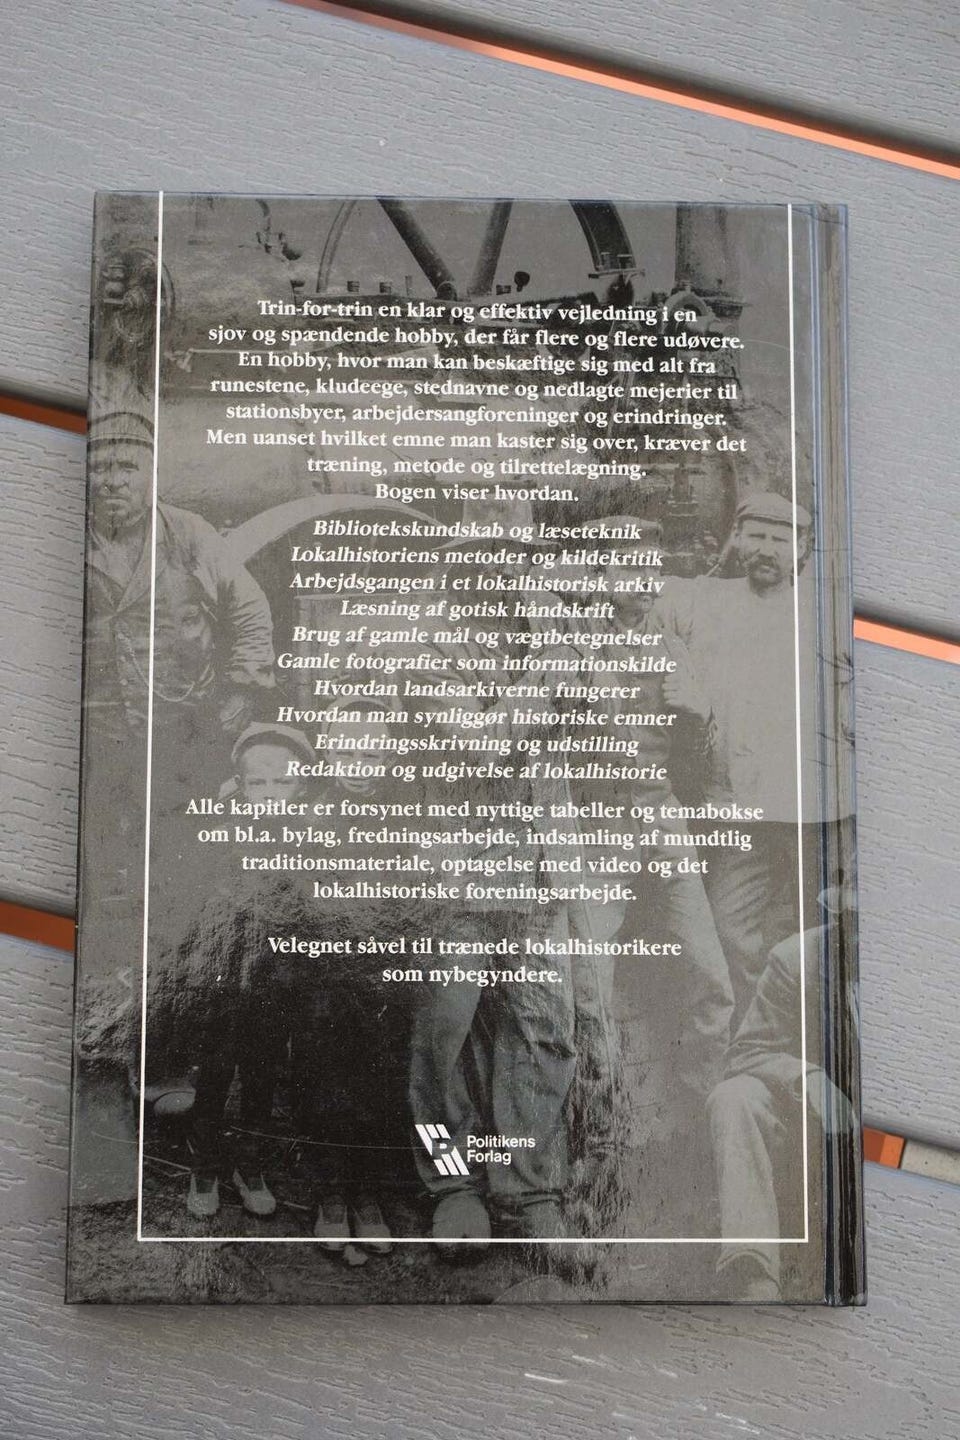 Trin-for-trin en klar og effektiv vejledning i en
sjov og spændende hobby, der får flere og flere udøvere.
En hobby, hvor man kan beskæftige sig med alt fra
runestene, kludeege, stednavne og nedlagte mejerier til
stationsbyer, arbejdersangforeninger og erindringer.
Men uanset hvilket emne man kaster sig over, kræver det
træning, metode og tilrettelægning.
Bogen viser hvordan.
Bibliotekskundskab og læseteknik
Lokalhistoriens metoder og kildekritik
Arbejdsgangen i et lokalhistorisk arkiv
Læsning af gotisk håndskrift
Brug af gamle mål og vægtbetegnelser
Gamle fotografier som informationskilde
Hvordan landsarkiverne fungerer
Hvordan man synliggør historiske emner
Erindringsskrivning og udstilling
Redaktion og udgivelse af lokalhistorie
Alle kapitler er forsynet med nyttige tabeller og temabokse
om bl.a. bylag, fredningsarbejde, indsamling af mundtlig
traditionsmateriale, optagelse med video og det
lokalhistoriske foreningsarbejde.
Velegnet såvel til trænede lokalhistorikere
som nybegyndere.
Politikens
Forlag